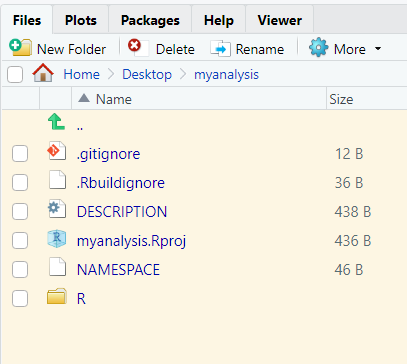 Files Plots Packages Help Viewer
New Folder Delete Rename More
Home Desktop myanalysis
Name Size
..
.gitignore 12 B
.Rbuildignore 36 B
DESCRIPTION 438 B
myanalysis.Rproj 436 B
NAMESPACE 46 B
R